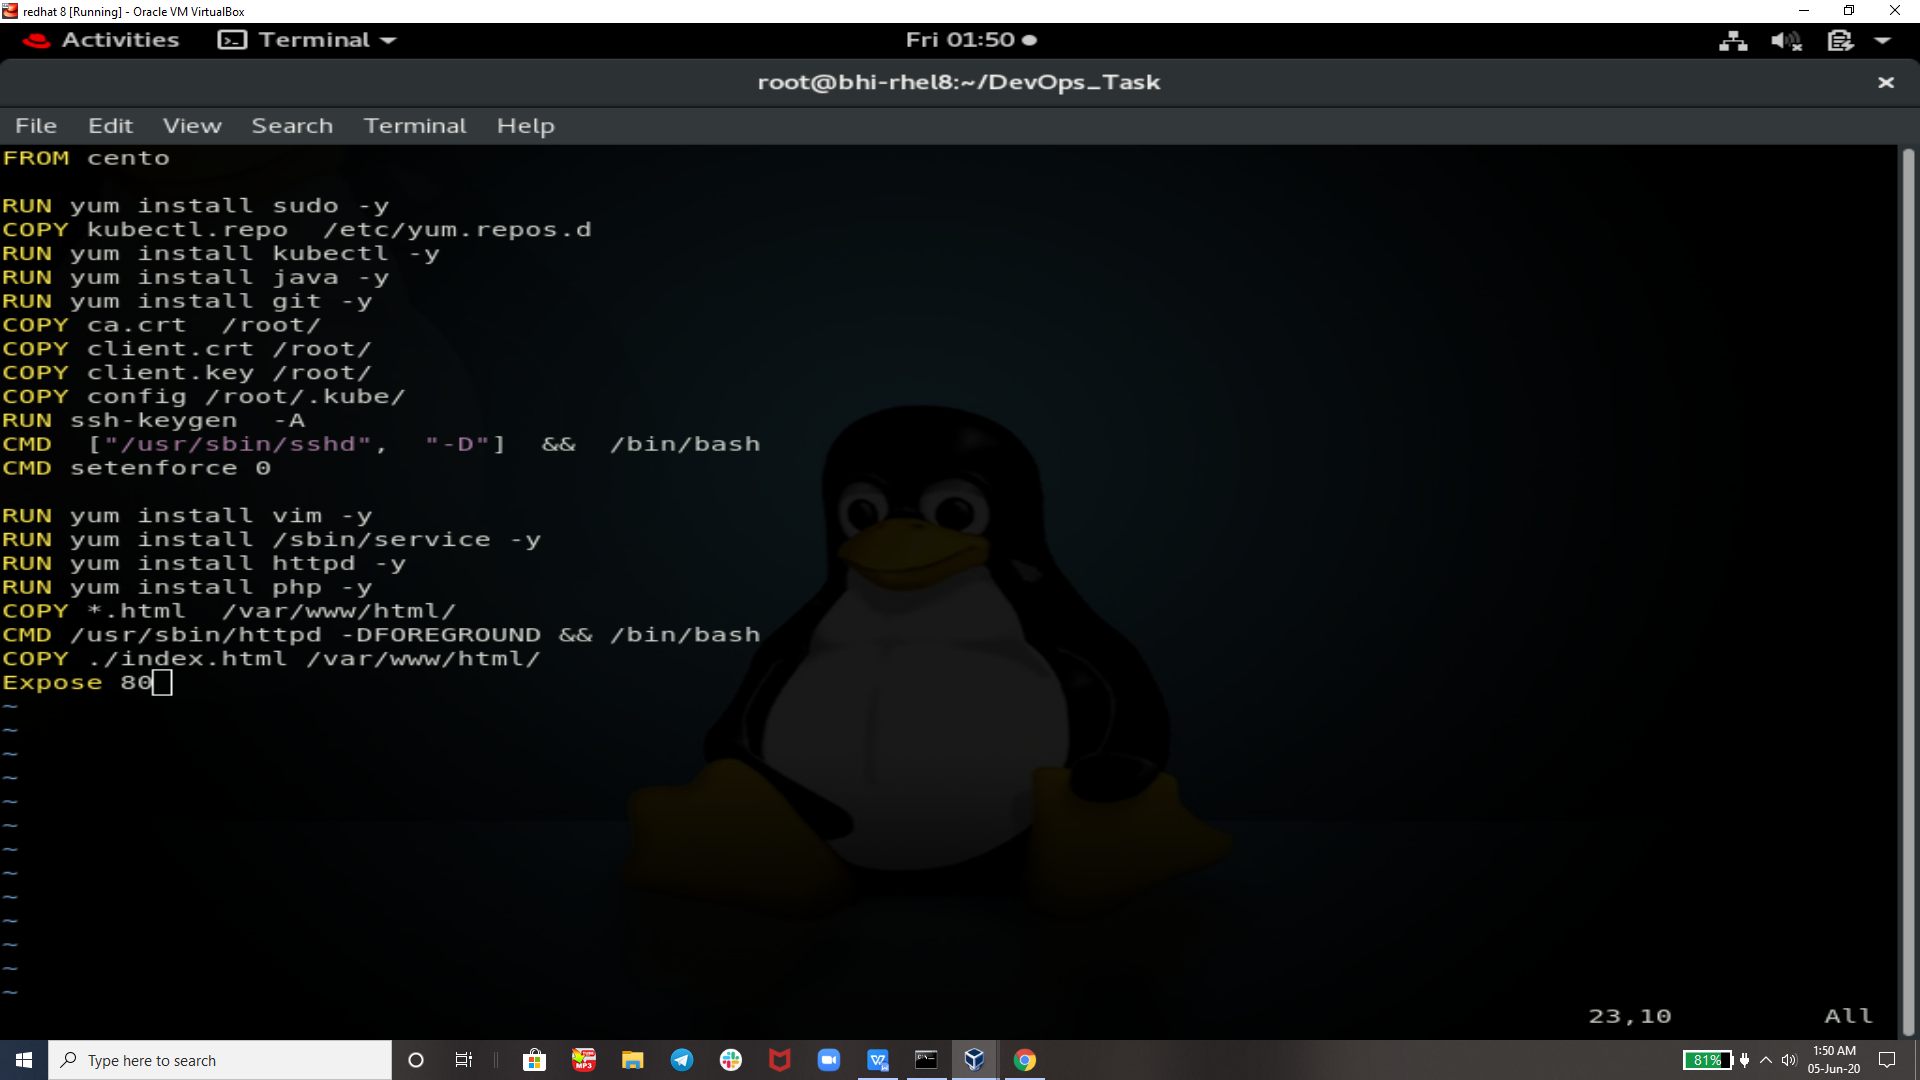 redhat 8 [Running] - Oracle VM VirtualBox
Activities Terminal Fri 01:50
root@bhi-rhel8:~/DevOps_Task
File Edit View Search Terminal Help
FROM cento
RUN yum install sudo -y
COPY kubectl.repo  /etc/yum.repos.d
RUN yum install kubectl -y
RUN yum install java -y
RUN yum install git -y
COPY ca.crt  /root/
COPY client.crt /root/
COPY client.key /root/
COPY config /root/.kube/
RUN ssh-keygen  -A
CMD  ["/usr/sbin/sshd",  "-D"]  &&  /bin/bash
CMD setenforce 0
RUN yum install vim -y
RUN yum install /sbin/service -y
RUN yum install httpd -y
RUN yum install php -y
COPY *.html  /var/www/html/
CMD /usr/sbin/httpd -DFOREGROUND && /bin/bash
COPY ./index.html /var/www/html/
Expose 80
~
~
~
~
~
~
~
~
~
~
~
~
~
23,10 All
Type here to search
MP3
81%
1:50 AM
05-Jun-20